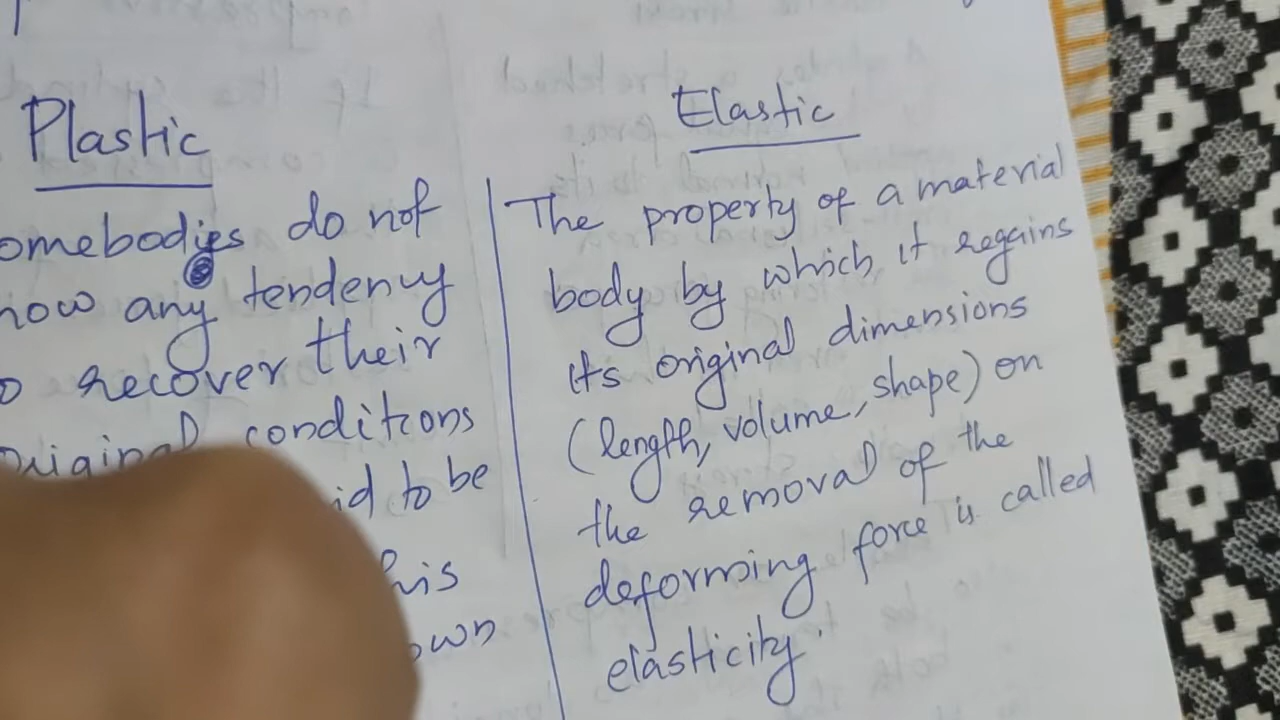 Plastic
omebodies do not
how any tendency
o recover their
original conditions
id to be
his
own
Elastic
The property of a material
body by which it regains
its original dimensions
(length, volume, shape) on
the removal of the
deforming force is called
elasticity.